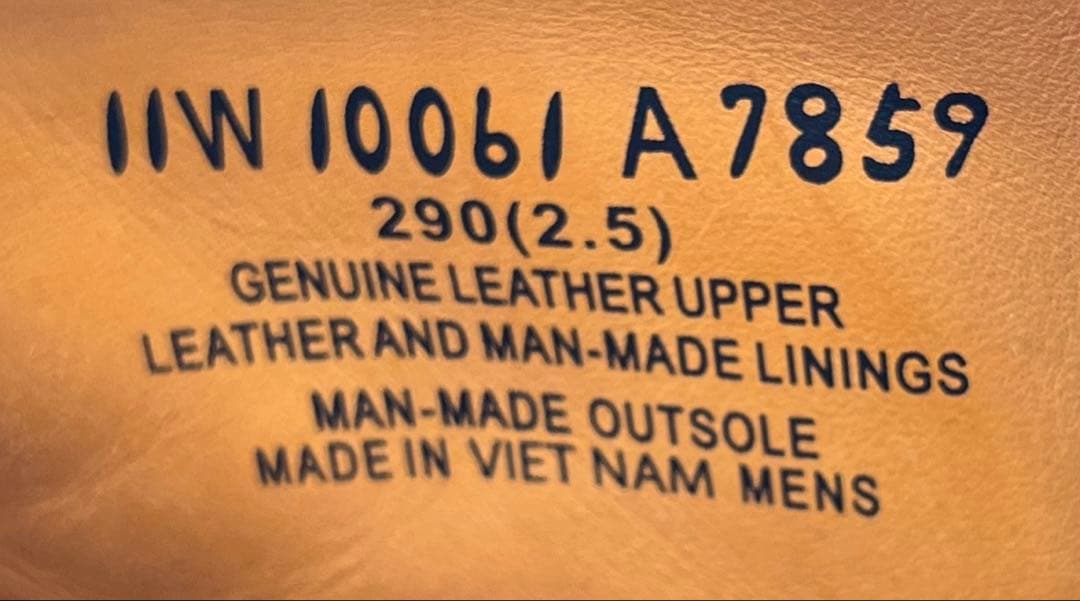 11W 10061 A7859
290(2.5)
GENUINE LEATHER UPPER
LEATHER AND MAN-MADE LININGS
MAN-MADE OUTSOLE
MADE IN VIET NAM MENS